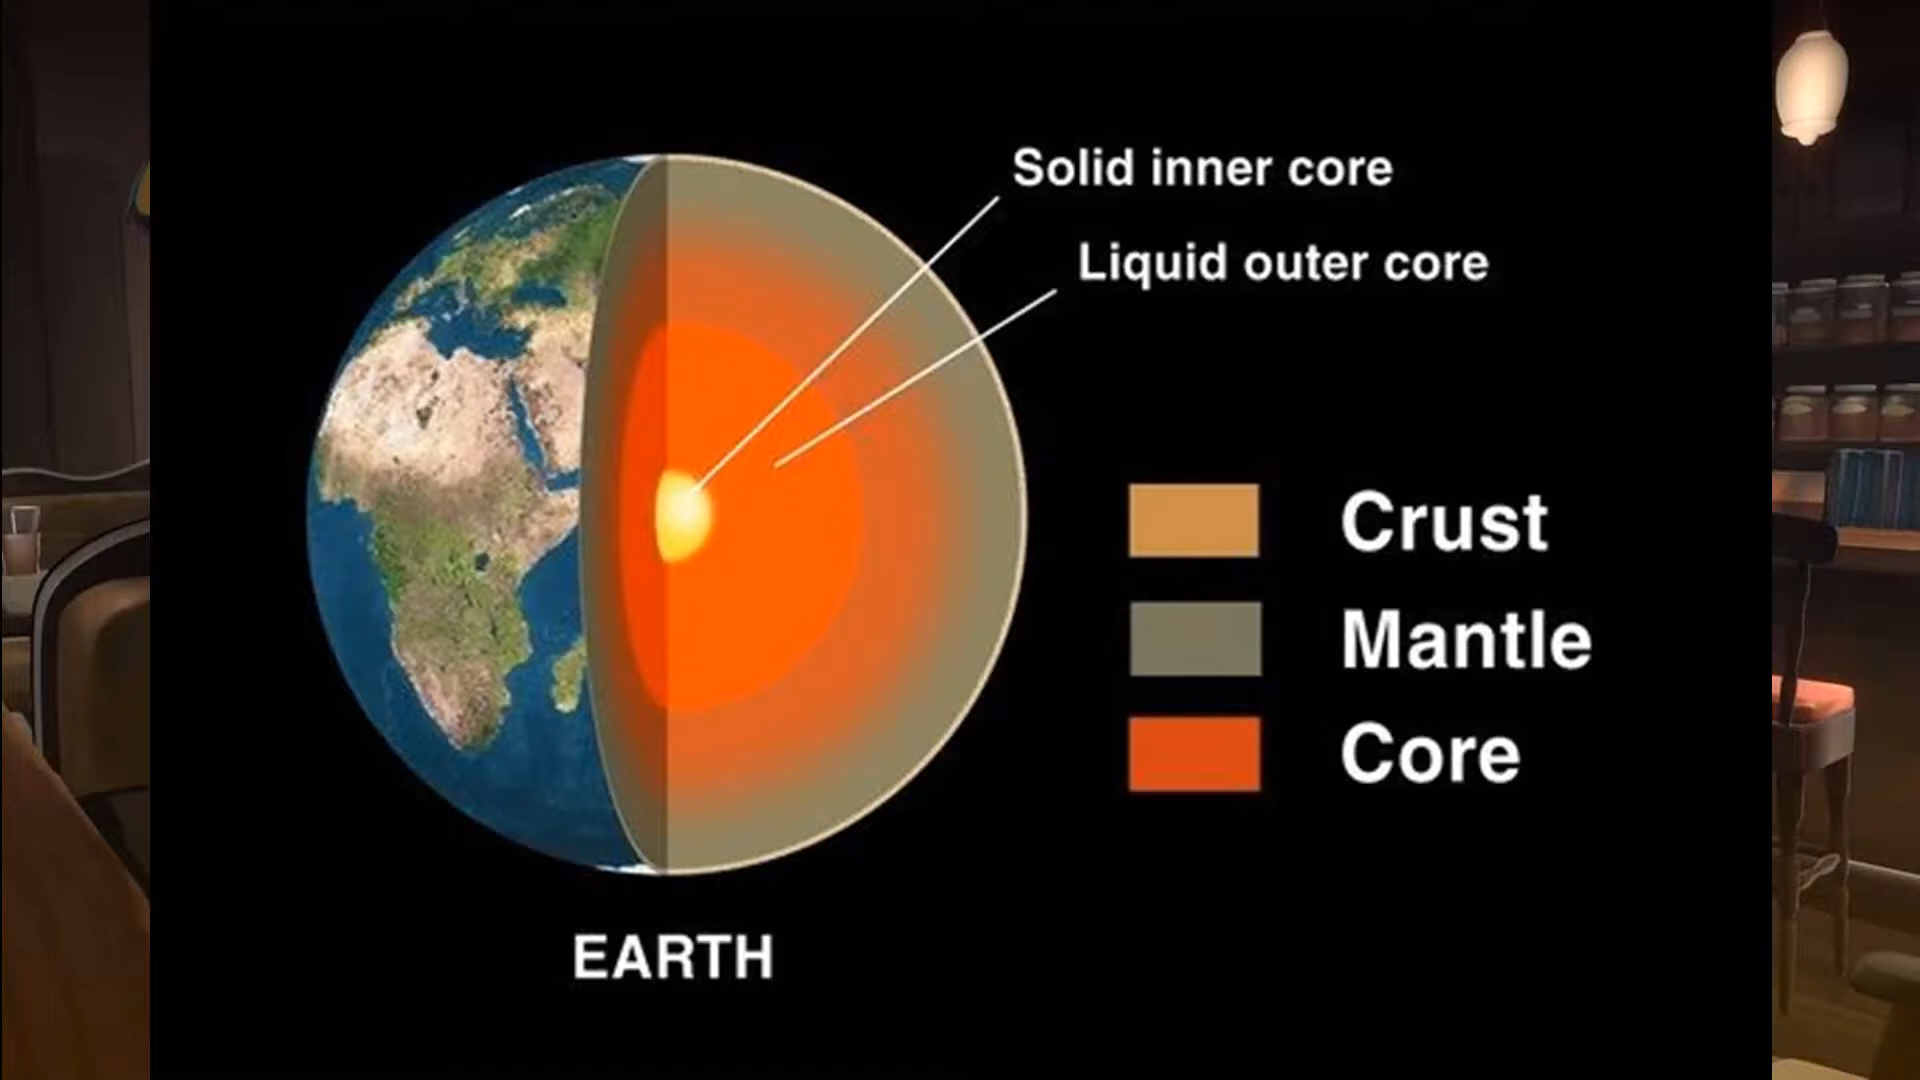 Solid inner core
Liquid outer core
Crust
Mantle
Core
EARTH